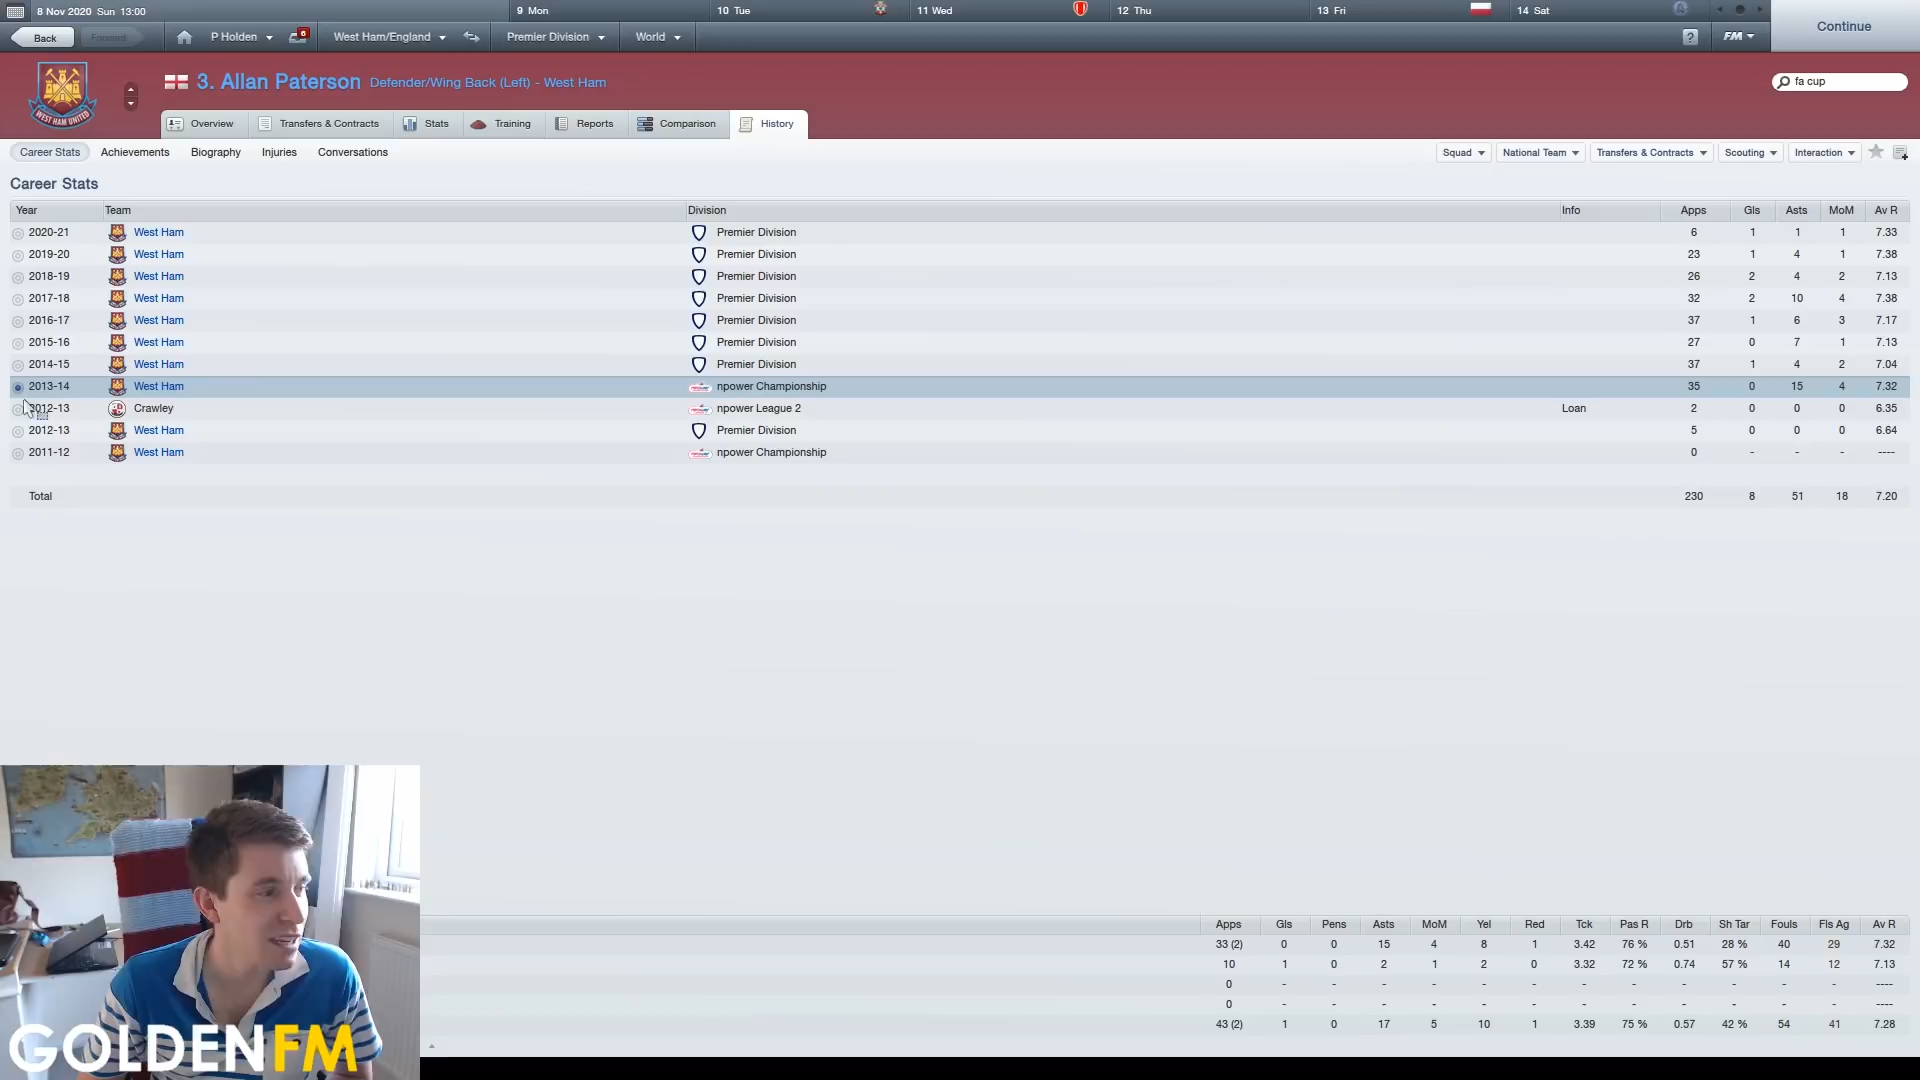 8 Nov 2020 Sun 13:00 9 Mon 10 Tue 11 Wed 12 Thu 13 Fri 14 Sat
Continue
Back Forward P Holden 6 West Ham/England Premier Division World ? FM
3. Allan Paterson Defender/Wing Back (Left) - West Ham
fa cup
WEST HAM UNITED
Overview Transfers & Contracts Stats Training Reports Comparison History
Career Stats Achievements Biography Injuries Conversations Squad National Team Transfers & Contracts Scouting Interaction
Career Stats
Year Team Division Info Apps Gls Asts MoM Av R
2020-21 West Ham Premier Division 6 1 1 1 7.33
2019-20 West Ham Premier Division 23 1 4 1 7.38
2018-19 West Ham Premier Division 26 2 4 2 7.13
2017-18 West Ham Premier Division 32 2 10 4 7.38
2016-17 West Ham Premier Division 37 1 6 3 7.17
2015-16 West Ham Premier Division 27 0 7 1 7.13
2014-15 West Ham Premier Division 37 1 4 2 7.04
2013-14 West Ham npower Championship 35 0 15 4 7.32
2012-13 Crawley npower League 2 Loan 2 0 0 0 6.35
2012-13 West Ham Premier Division 5 0 0 0 6.64
2011-12 West Ham npower Championship 0 - - - ----
Total 230 8 51 18 7.20
Apps Gls Pens Asts MoM Yel Red Tck Pas R Drb Sh Tar Fouls Fls Ag Av R
33 (2) 0 0 15 4 8 1 3.42 76 % 0.51 28 % 40 29 7.32
10 1 0 2 1 2 0 3.32 72 % 0.74 57 % 14 12 7.13
0 - - - - - - - - - - - - ----
0 - - - - - - - - - - - - ----
43 (2) 1 0 17 5 10 1 3.39 75 % 0.57 42 % 54 41 7.28
GOLDENFM